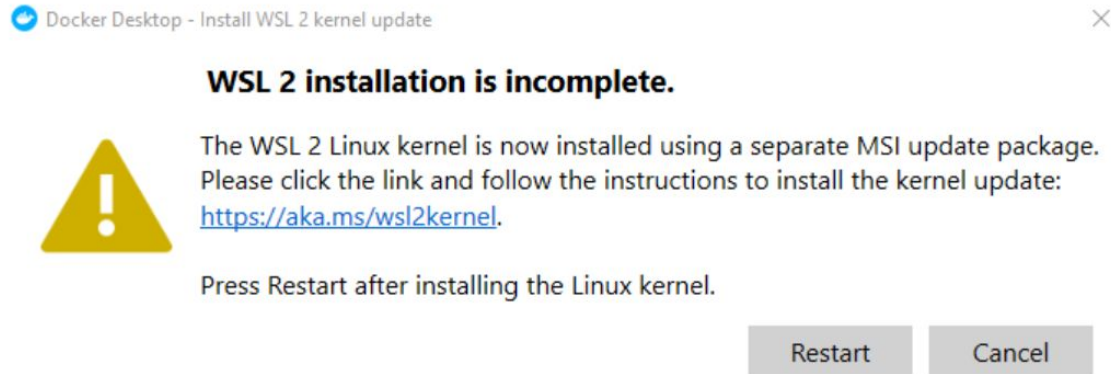 Docker Desktop - Install WSL 2 kernel update
WSL 2 installation is incomplete.
The WSL 2 Linux kernel is now installed using a separate MSI update package.
Please click the link and follow the instructions to install the kernel update:
https://aka.ms/wsl2kernel.
Press Restart after installing the Linux kernel.
Restart Cancel